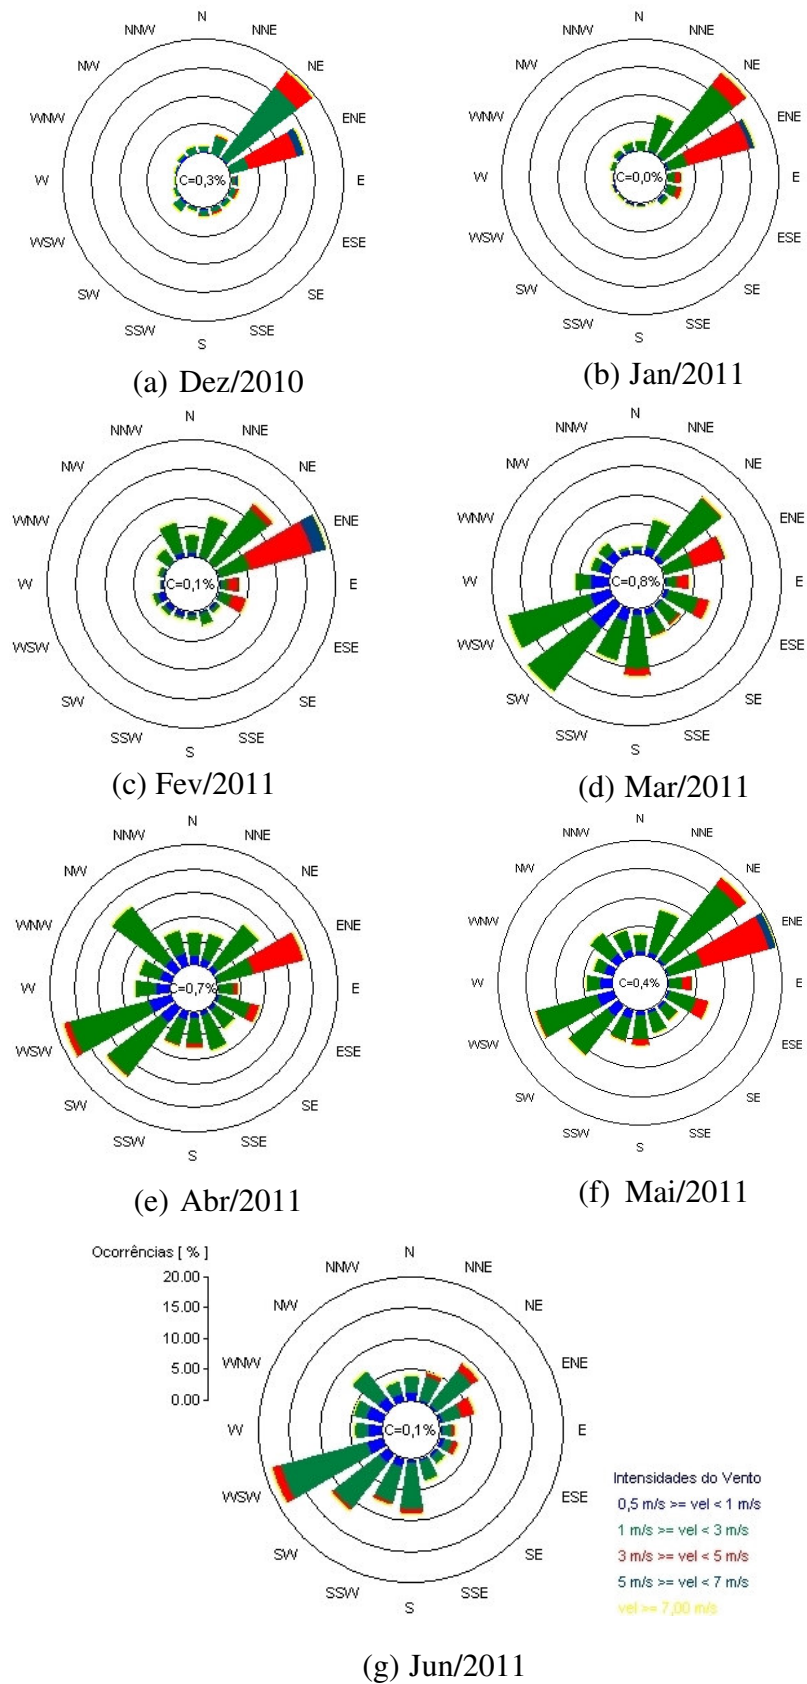 N
NNW NNE
NW NE
WNW ENE
W C=0,3% E
WSW ESE
SW SE
SSW SSE
S
(a) Dez/2010
N
NNW NNE
NW NE
WNW ENE
W C=0,0% E
WSW ESE
SW SE
SSW SSE
S
(b) Jan/2011
N
NNW NNE
NW NE
WNW ENE
W C=0,1% E
WSW ESE
SW SE
SSW SSE
S
(c) Fev/2011
N
NNW NNE
NW NE
WNW ENE
W C=0,8% E
WSW ESE
SW SE
SSW SSE
S
(d) Mar/2011
N
NNW NNE
NW NE
WNW ENE
W C=0,7% E
WSW ESE
SW SE
SSW SSE
S
(e) Abr/2011
N
NNW NNE
NW NE
WNW ENE
W C=0,4% E
WSW ESE
SW SE
SSW SSE
S
(f) Mai/2011
Ocorrências [ % ]
20.00
15.00
10.00
5.00
0.00
N
NNW NNE
NW NE
WNW ENE
W C=0,1% E
WSW ESE
SW SE
SSW SSE
S
Intensidades do Vento
0,5 m/s >= vel < 1 m/s
1 m/s >= vel < 3 m/s
3 m/s >= vel < 5 m/s
5 m/s >= vel < 7 m/s
vel >= 7,00 m/s
(g) Jun/2011